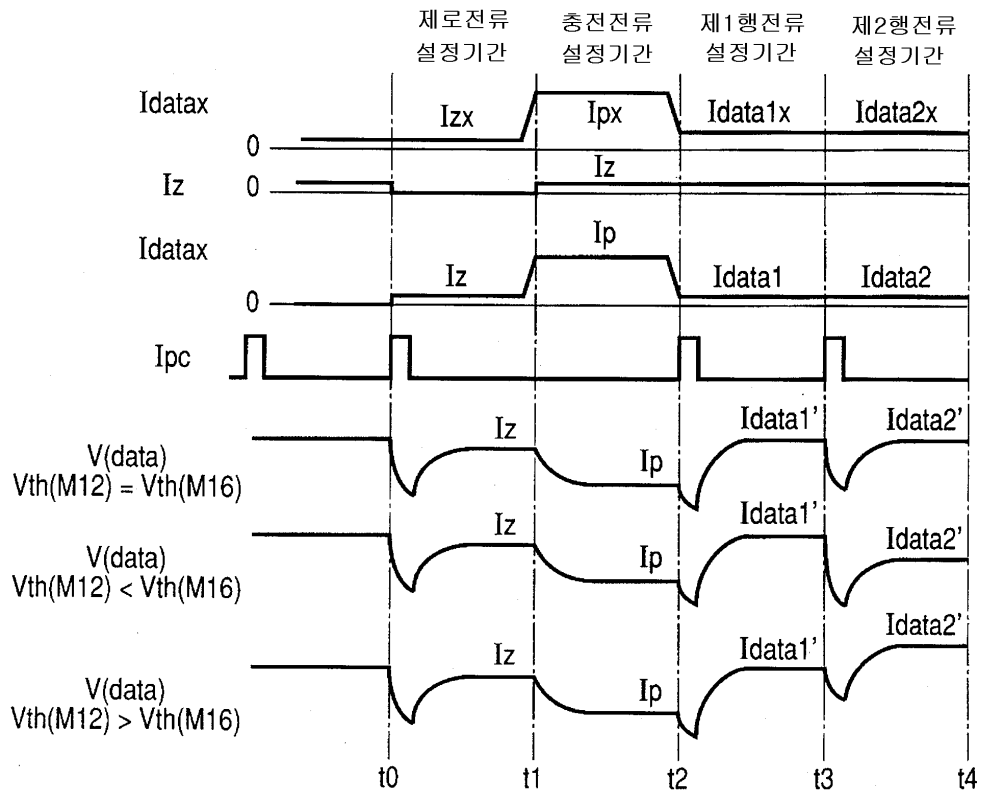 제로전류 충전전류 제1행전류 제2행전류
설정기간 설정기간 설정기간 설정기간
Idatax Izx Ipx Idata1x Idata2x
0
Iz 0 Iz
Idatax Ip
Iz Idata1 Idata2
0
Ipc
Iz Ip Idata1' Idata2'
V(data)
Vth(M12) = Vth(M16)
Iz Ip Idata1' Idata2'
V(data)
Vth(M12) < Vth(M16)
Iz Ip Idata1' Idata2'
V(data)
Vth(M12) > Vth(M16)
t0 t1 t2 t3 t4